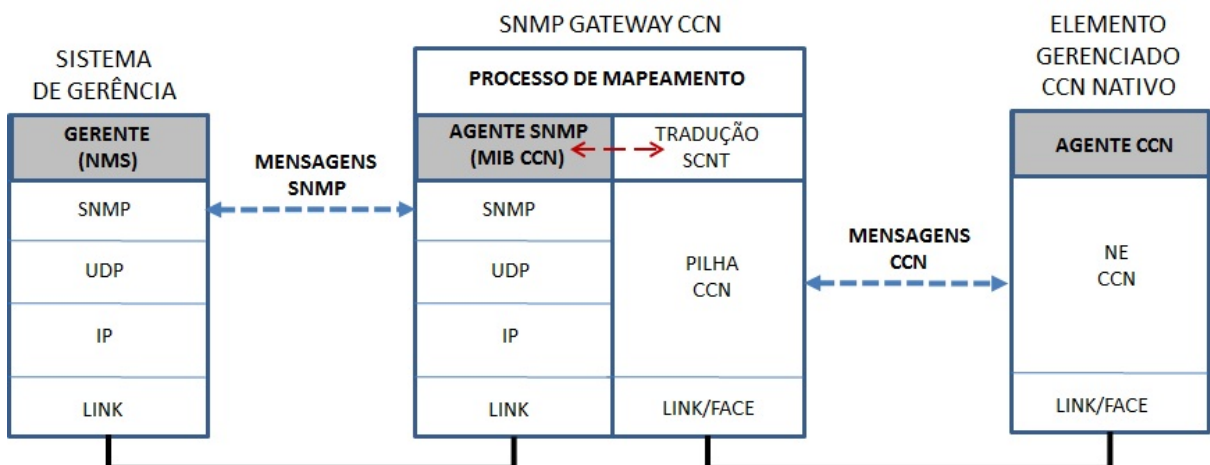 SNMP GATEWAY CCN
SISTEMA
DE GERÊNCIA
ELEMENTO
GERENCIADO
CCN NATIVO
PROCESSO DE MAPEAMENTO
GERENTE
(NMS)
MENSAGENS
SNMP
AGENTE SNMP
(MIB CCN)
TRADUÇÃO
SCNT
AGENTE CCN
SNMP
UDP
IP
LINK
SNMP
UDP
IP
LINK
PILHA
CCN
LINK/FACE
MENSAGENS
CCN
NE
CCN
LINK/FACE